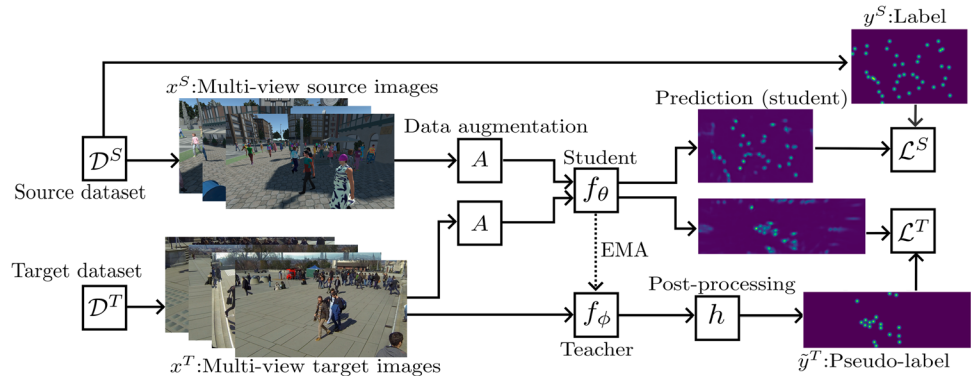 y^S:Label
x^S:Multi-view source images
Prediction (student)
Data augmentation
D^S
A
Student
L^S
Source dataset
f_θ
A
L^T
Target dataset
EMA
D^T
Post-processing
f_ϕ
h
Teacher
x^T:Multi-view target images
ỹ^T:Pseudo-label